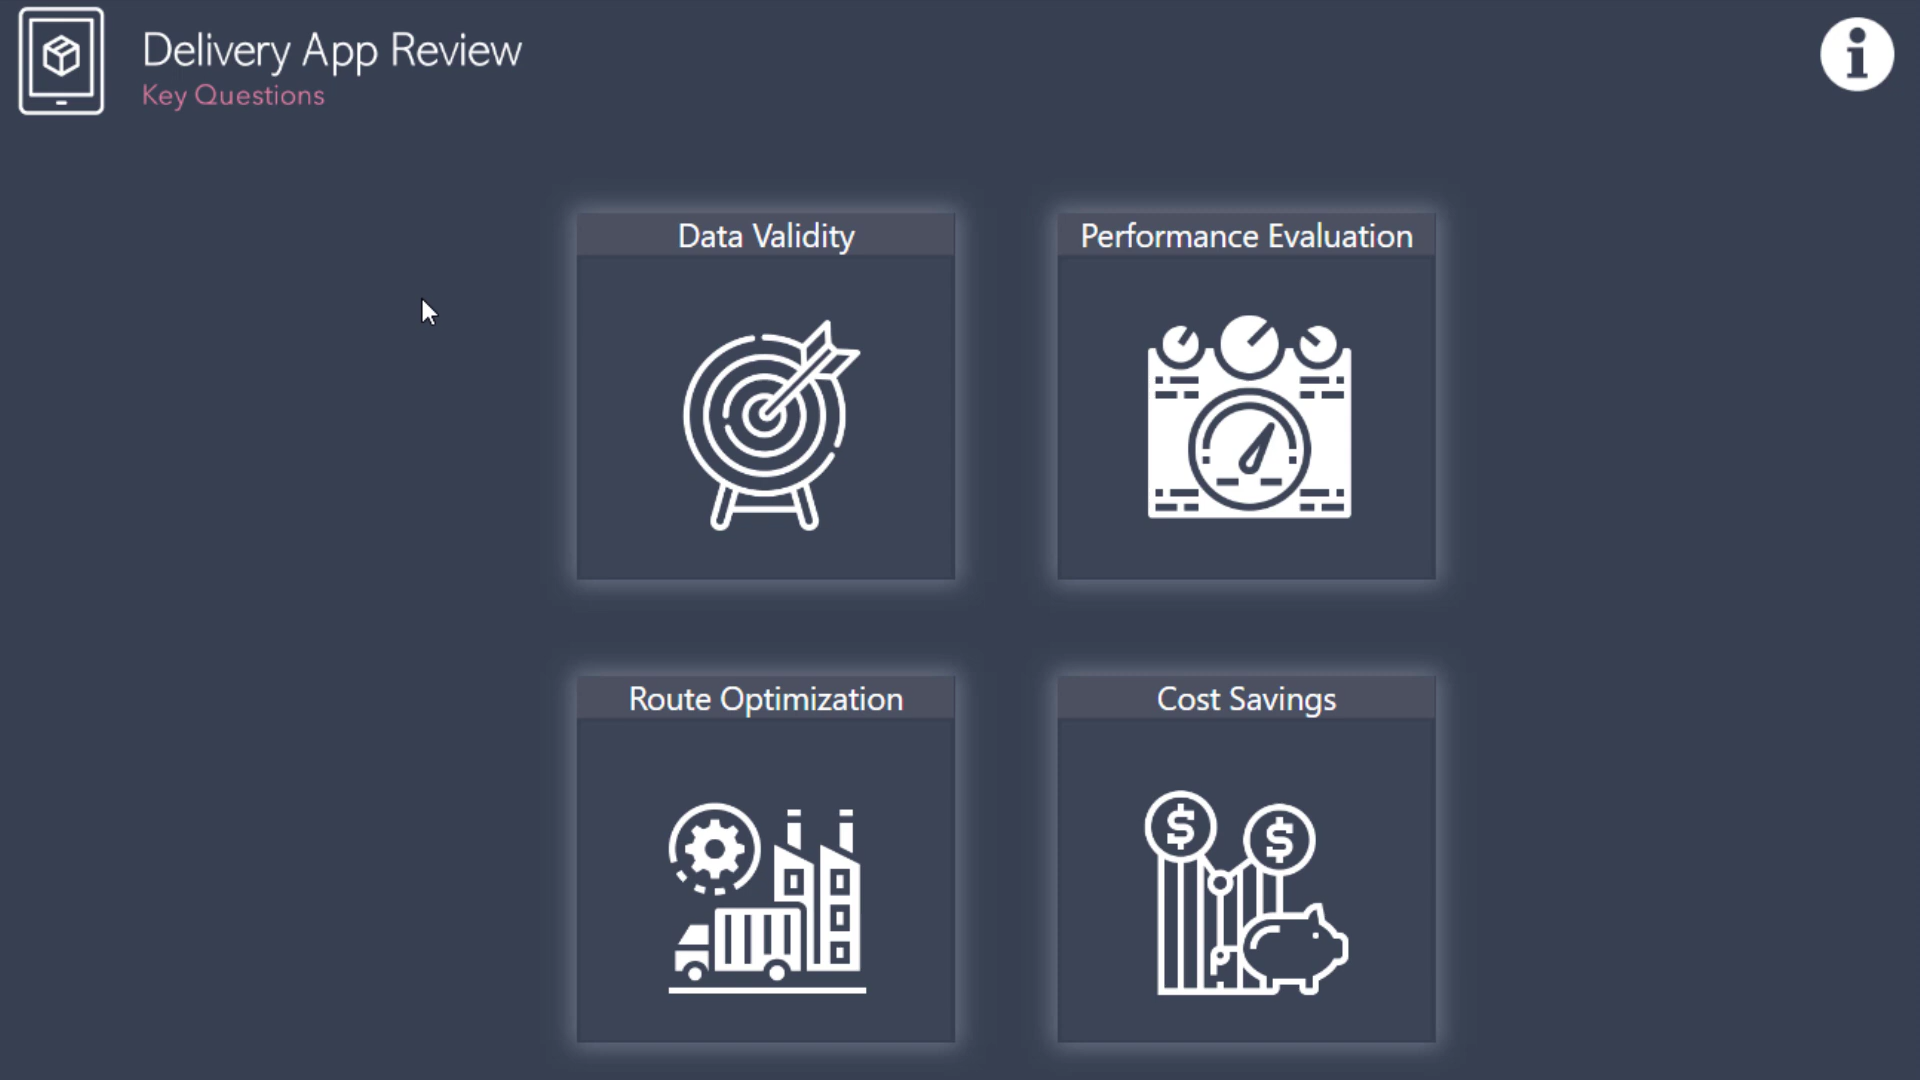 Delivery App Review
Key Questions
Data Validity
Performance Evaluation
Route Optimization
Cost Savings